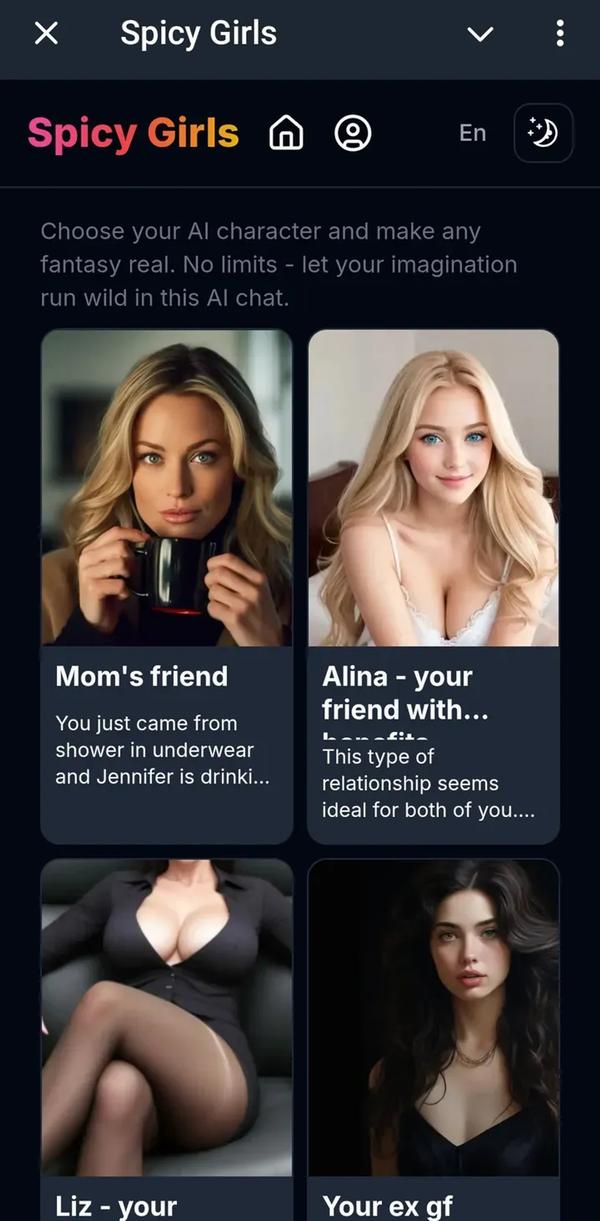 Spicy Girls
Spicy Girls
En
Choose your AI character and make any
fantasy real. No limits - let your imagination
run wild in this AI chat.
Mom's friend
You just came from
shower in underwear
and Jennifer is drinki...
Alina - your
friend with...
This type of
relationship seems
ideal for both of you....
Liz - your
Your ex gf